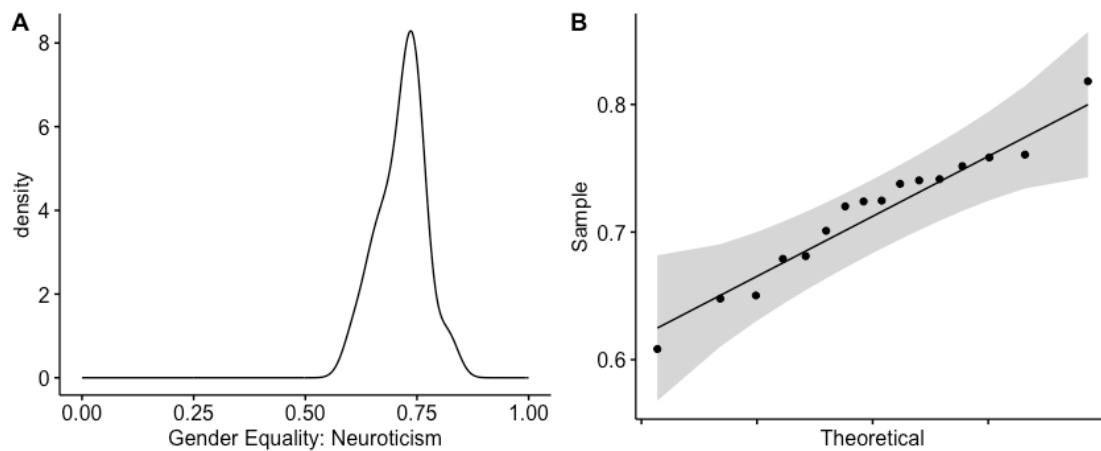 A
density
8
6
4
2
0
0.00 0.25 0.50 0.75 1.00
Gender Equality: Neuroticism
B
Sample
0.8
0.7
0.6
Theoretical